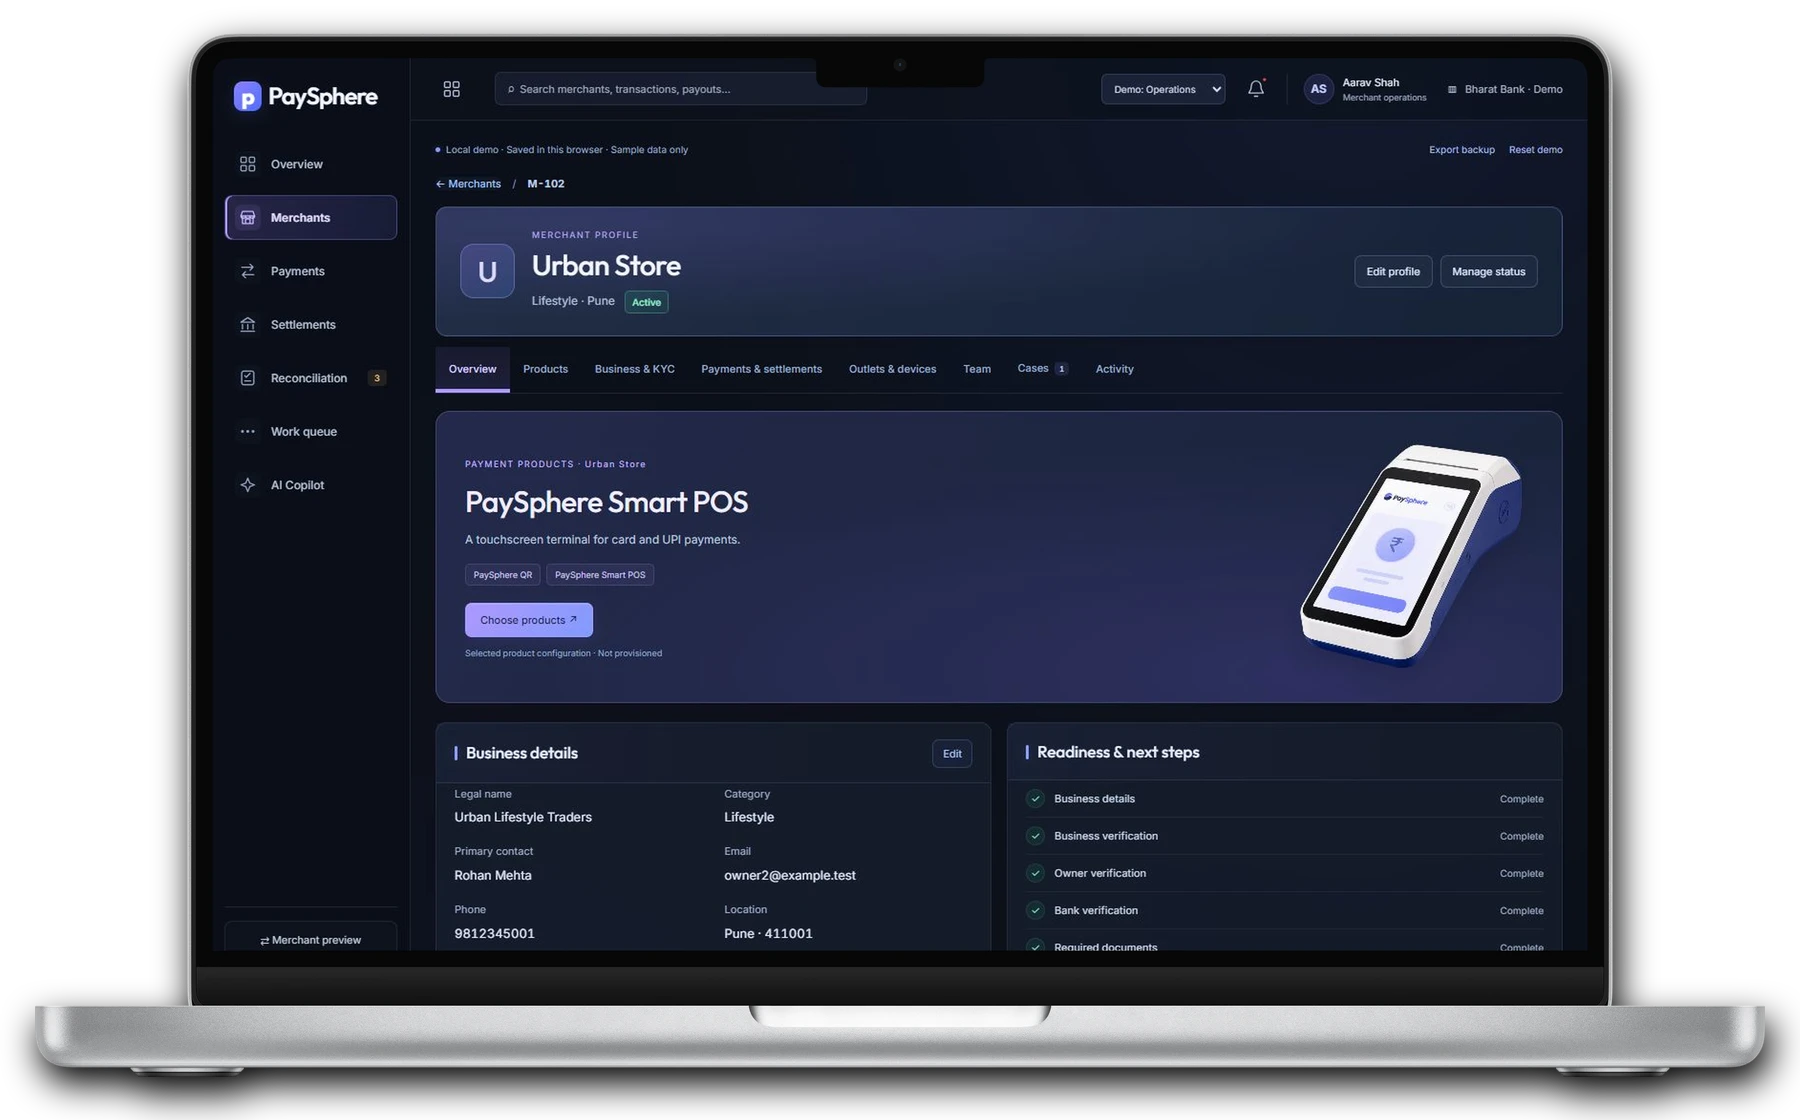 PaySphere
Overview
Merchants
Payments
Settlements
Reconciliation 3
Work queue
AI Copilot
⇄ Merchant preview
Search merchants, transactions, payouts...
Demo: Operations
AS
Aarav Shah
Merchant operations
Bharat Bank · Demo
Local demo · Saved in this browser · Sample data only
Export backup
Reset demo
← Merchants / M-102
MERCHANT PROFILE
U
Urban Store
Lifestyle · Pune Active
Edit profile
Manage status
Overview
Products
Business & KYC
Payments & settlements
Outlets & devices
Team
Cases 1
Activity
PAYMENT PRODUCTS · Urban Store
PaySphere Smart POS
A touchscreen terminal for card and UPI payments.
PaySphere QR
PaySphere Smart POS
Choose products ↗
Selected product configuration · Not provisioned
PaySphere
₹
Business details
Edit
Legal name
Urban Lifestyle Traders
Category
Lifestyle
Primary contact
Rohan Mehta
Email
owner2@example.test
Phone
9812345001
Location
Pune · 411001
Readiness & next steps
Business details Complete
Business verification Complete
Owner verification Complete
Bank verification Complete
Required documents Complete